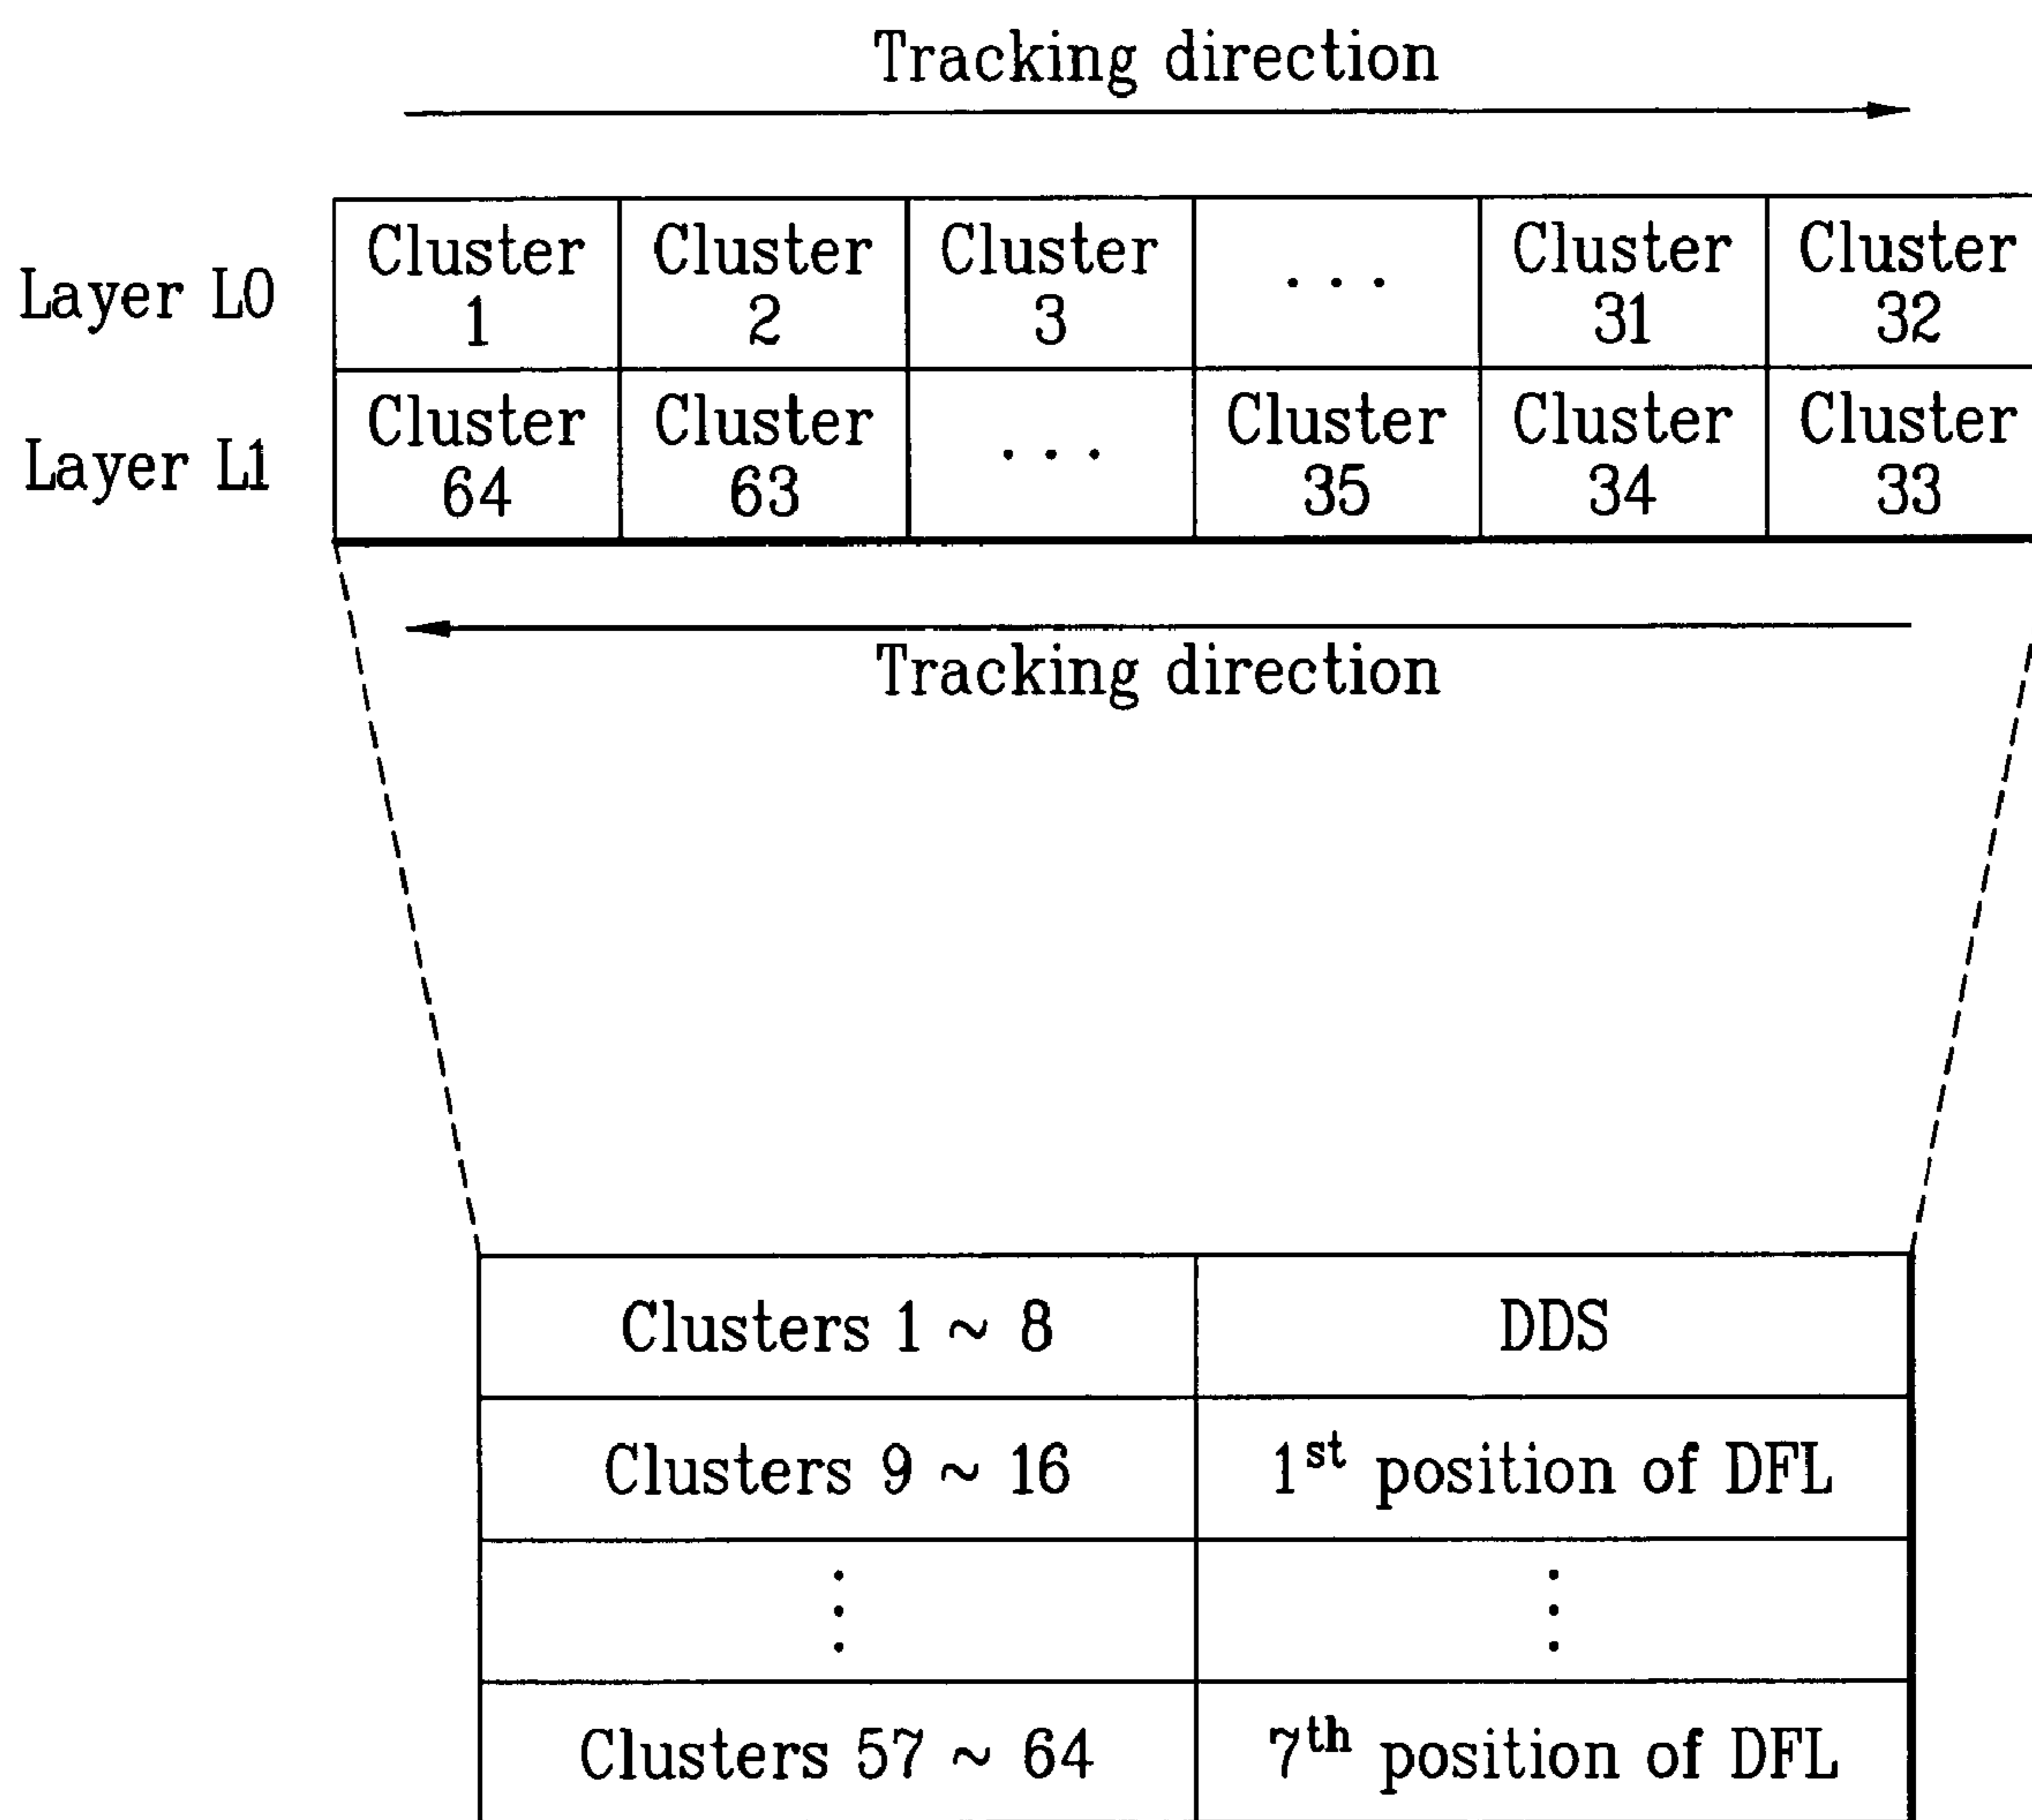 Tracking direction
Layer L0
Cluster 1
Cluster 2
Cluster 3
. . .
Cluster 31
Cluster 32
Layer L1
Cluster 64
Cluster 63
. . .
Cluster 35
Cluster 34
Cluster 33
Tracking direction
Clusters 1 ~ 8
DDS
Clusters 9 ~ 16
1st position of DFL
Clusters 57 ~ 64
7th position of DFL